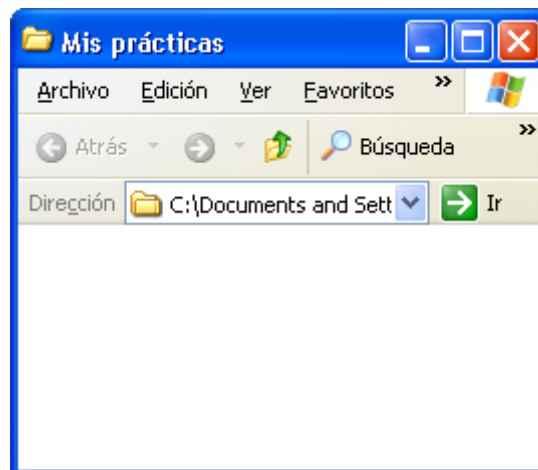 Mis prácticas
Archivo Edición Ver Favoritos »
Atrás Búsqueda »
Dirección C:\Documents and Sett Ir